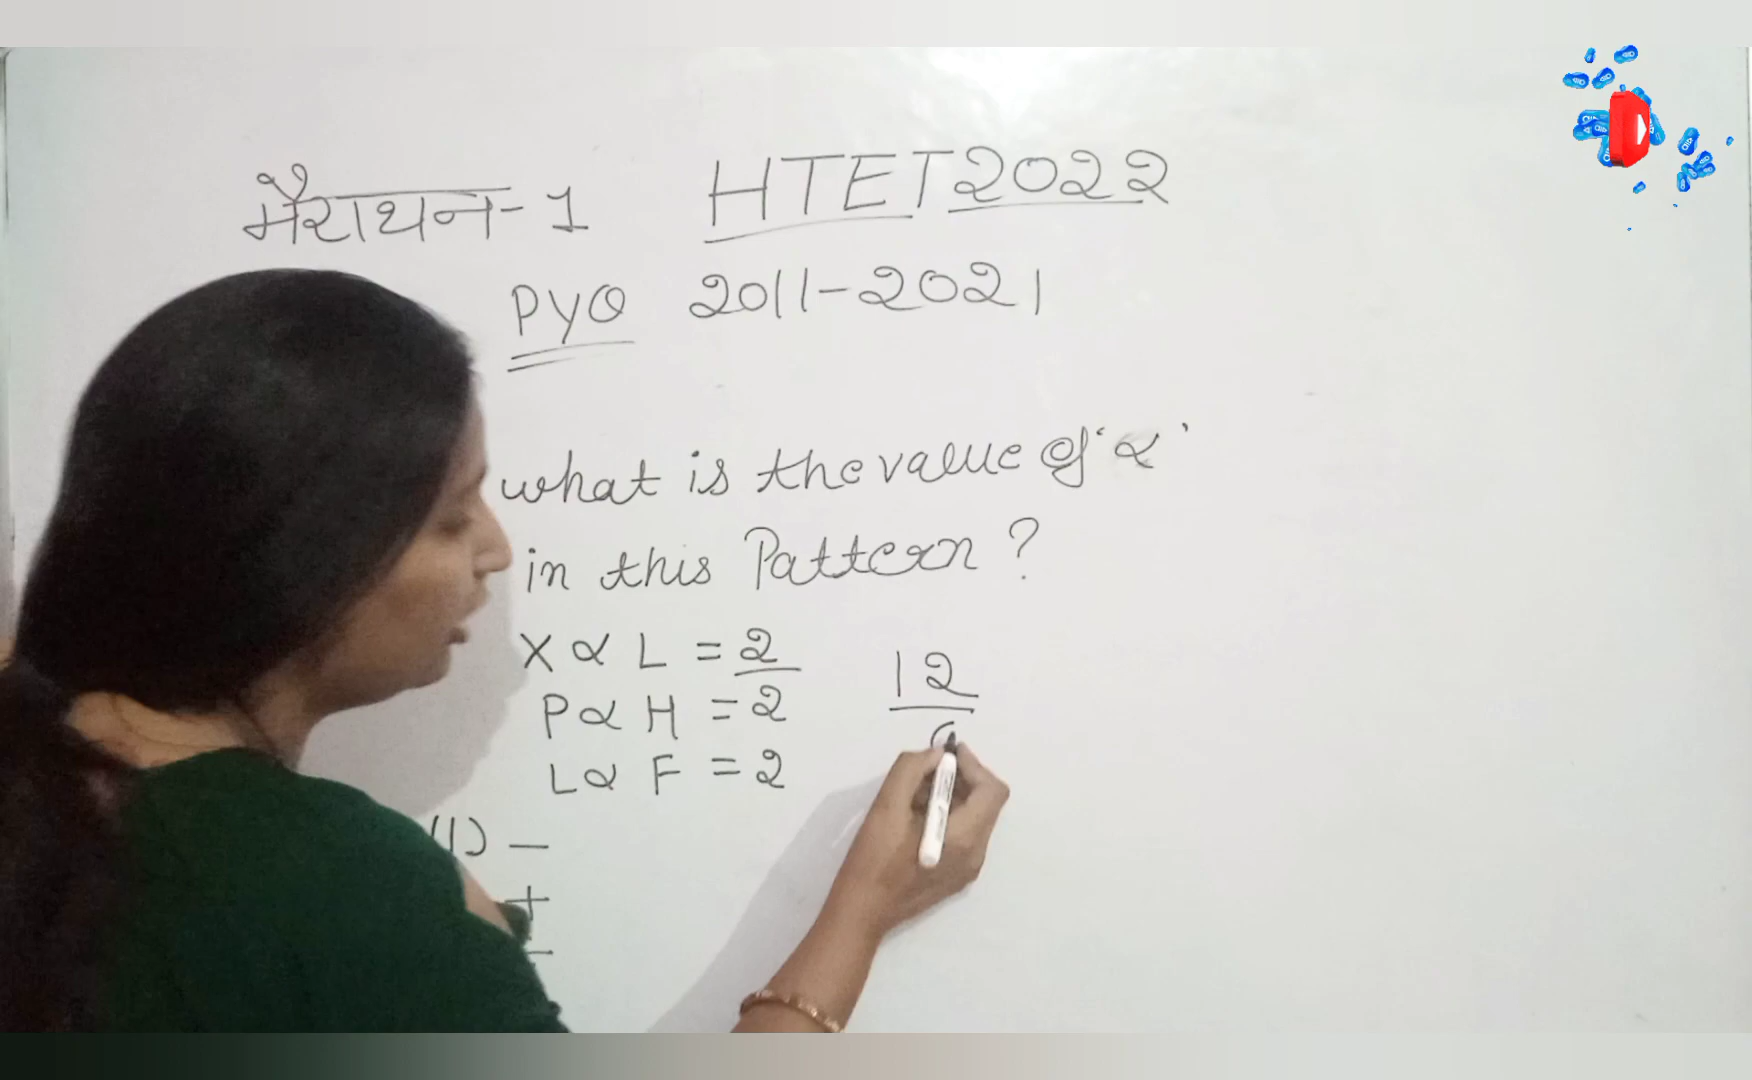 मैराथन-1 HTET2022
PYQ 2011-2021
what is the value of 'α'
in this Pattern?
X α L = 2
P α H = 2
L α F = 2
12
(1) -
+